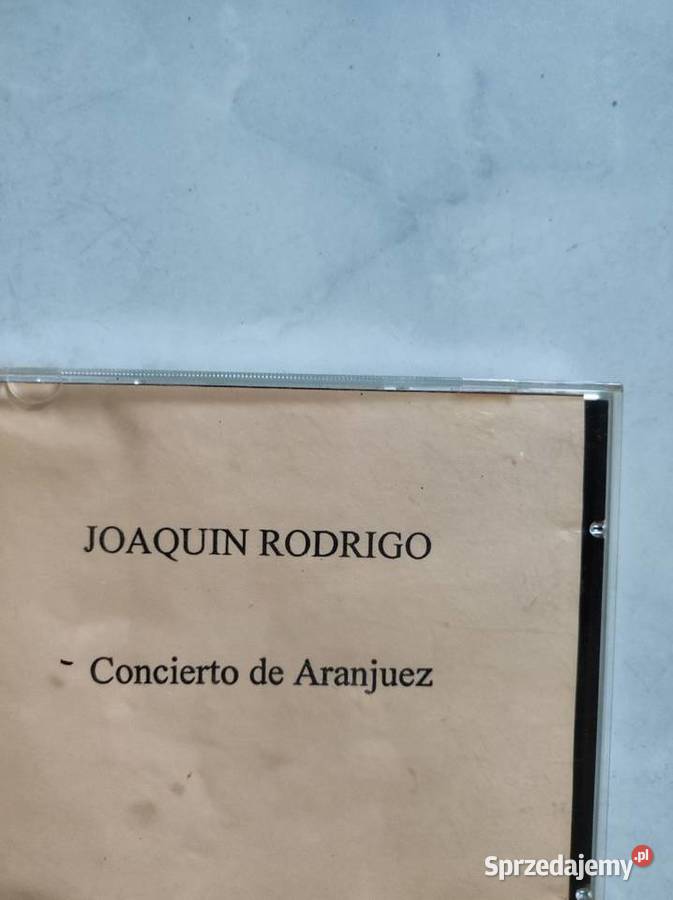 JOAQUIN RODRIGO
- Concierto de Aranjuez
Sprzedajemy.pl